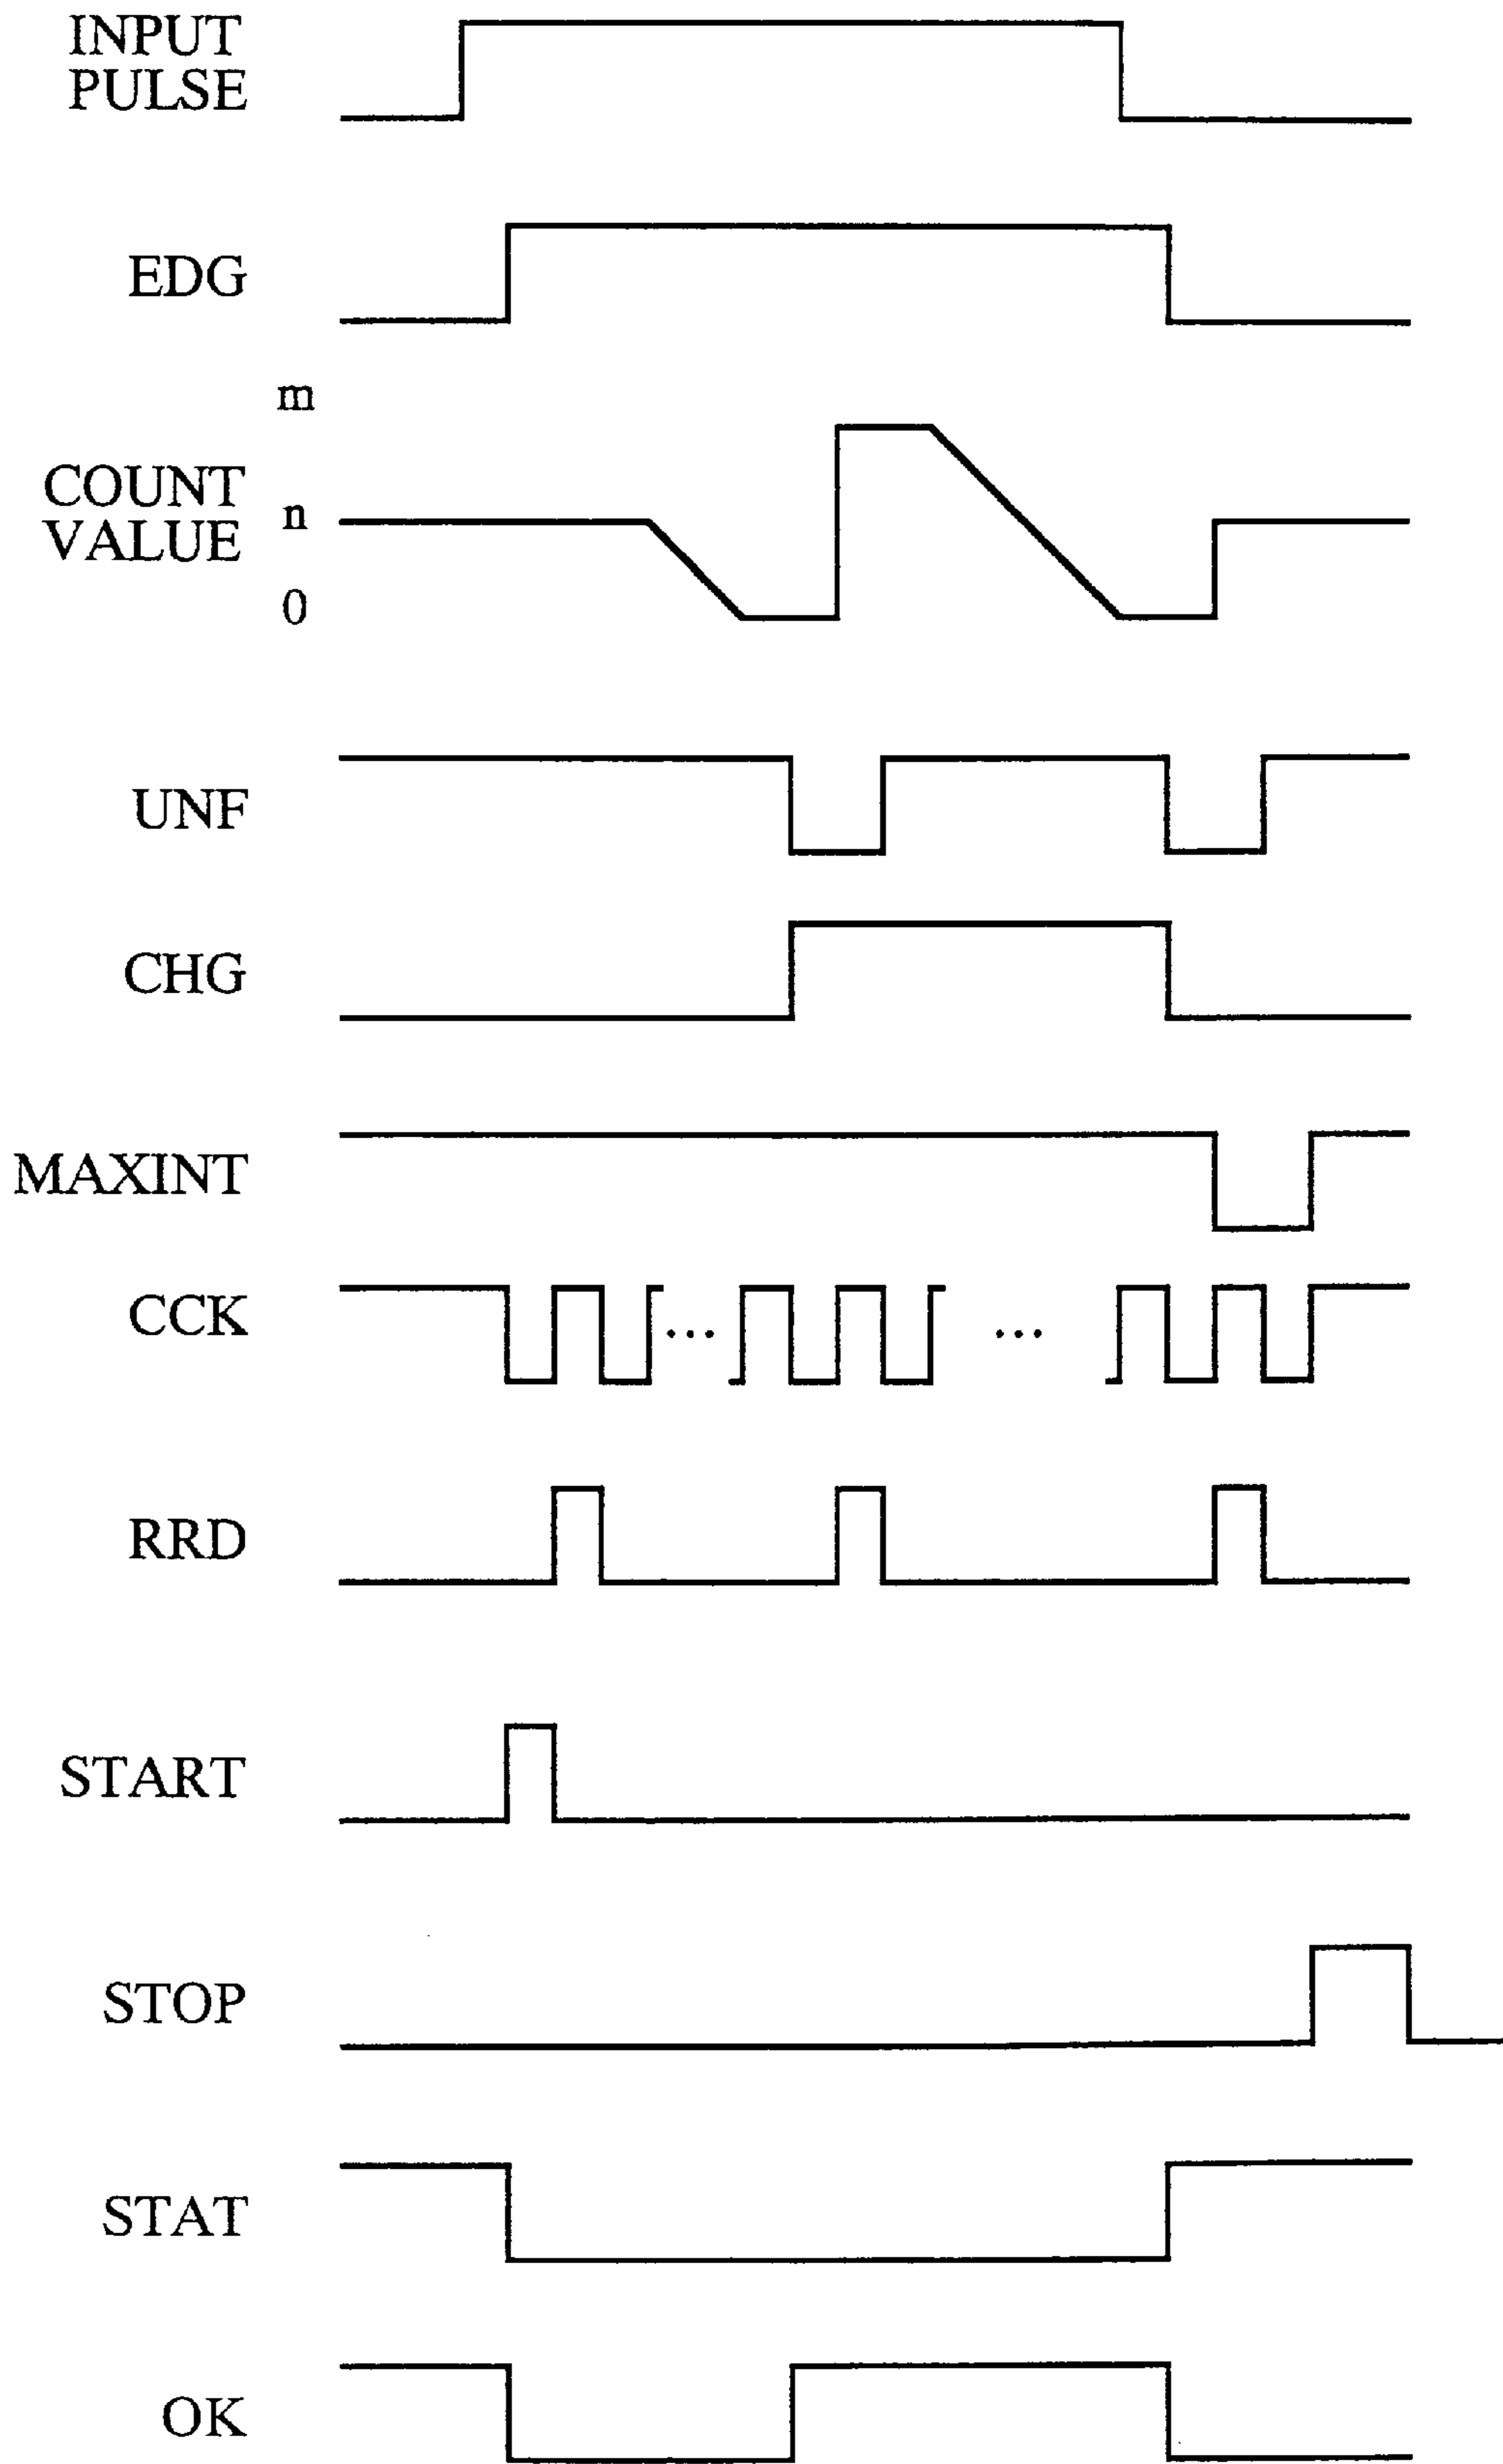 INPUT
PULSE
EDG
m
COUNT
VALUE
n
0
UNF
CHG
MAXINT
CCK
...
...
RRD
START
STOP
STAT
OK